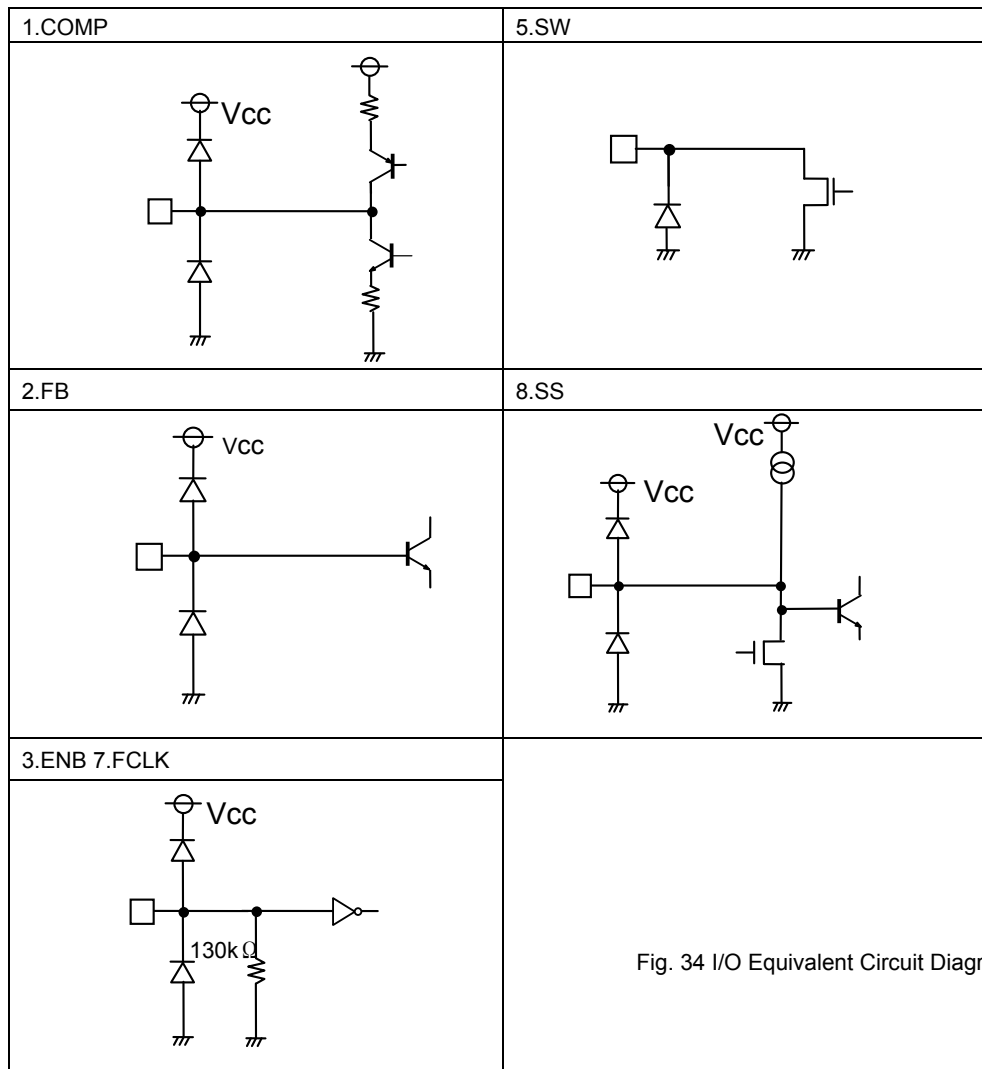 1.COMP
Vcc
5.SW
2.FB
Vcc
8.SS
Vcc
Vcc
3.ENB 7.FCLK
Vcc
130kΩ
Fig. 34 I/O Equivalent Circuit Diagr